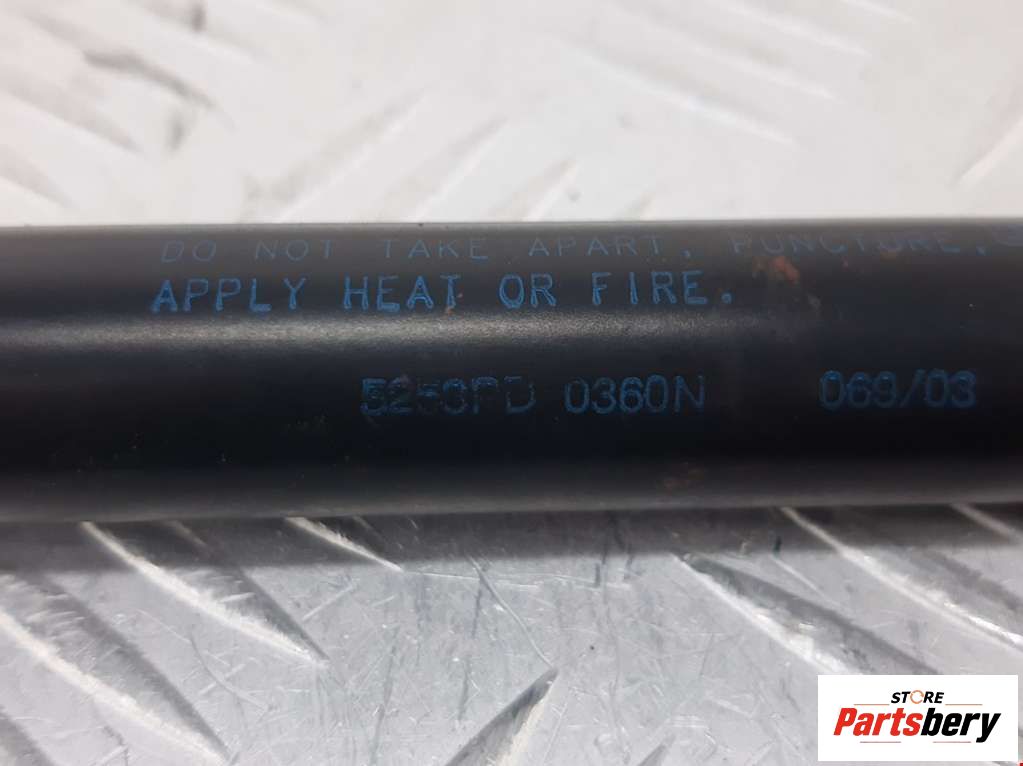 DO NOT TAKE APART, PUNCTURE,
APPLY HEAT OR FIRE.
0360N 069/03
STORE
Partsbery